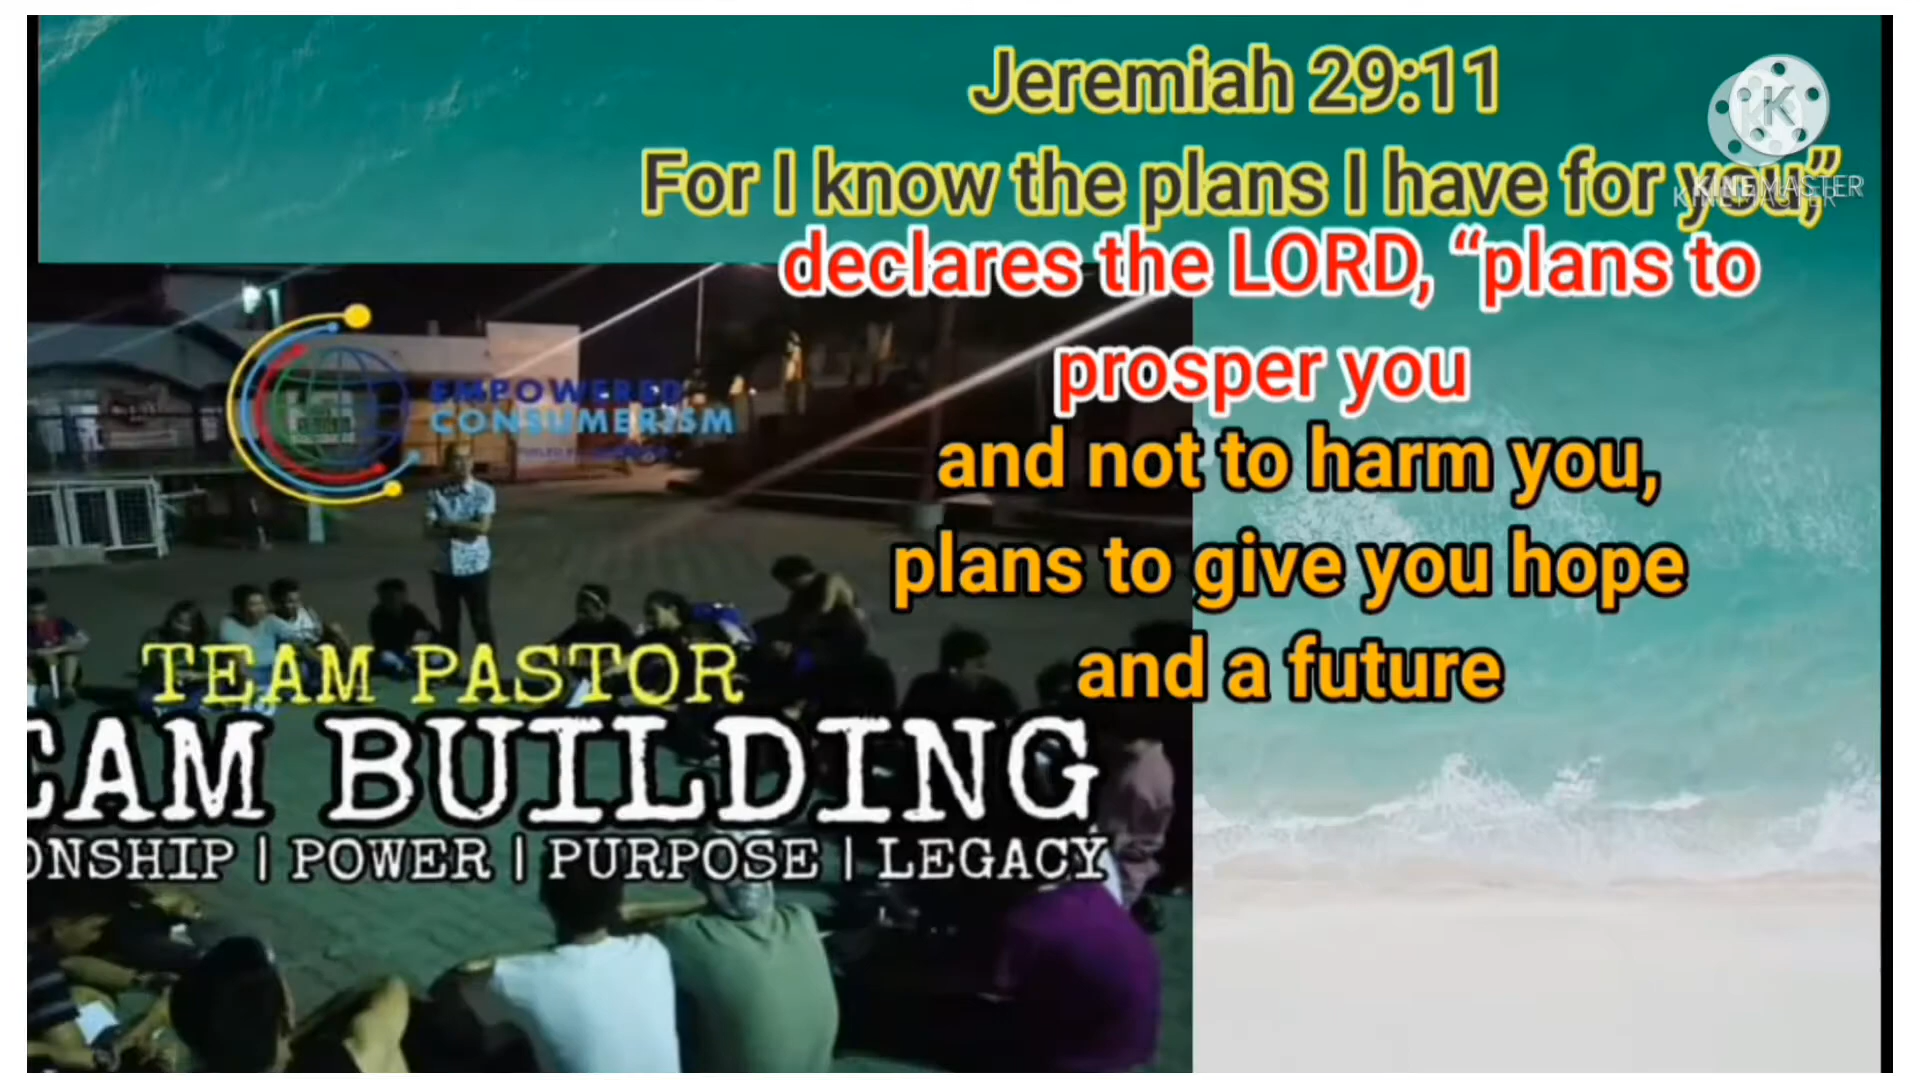 Jeremiah 29:11
For I know the plans I have for you,”
declares the LORD, “plans to
prosper you
and not to harm you,
plans to give you hope
and a future
K
KINEMASTER
KINEMASTER
EMPOWERED
CONSUMERISM
TEAM PASTOR
EAM BUILDING
ONSHIP | POWER | PURPOSE | LEGACY